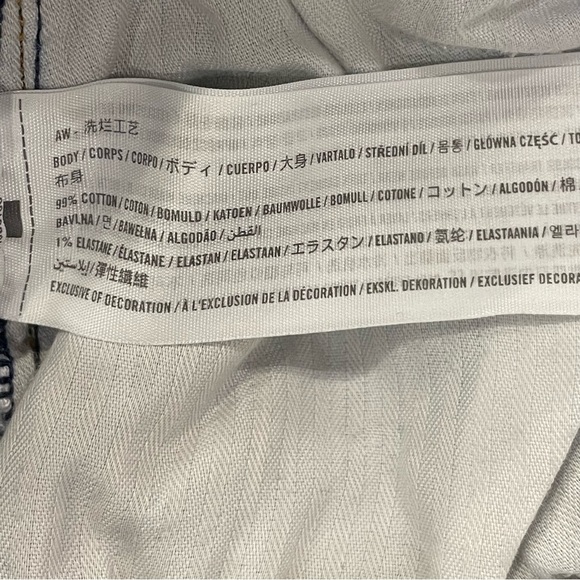 AW - 洗烂工艺
BODY / CORPS / CORPO / ボディ / CUERPO / 大身 / VARTALO / STŘEDNÍ DÍL / 몸통 / GŁÓWNA CZĘŚĆ / TO
布身
99% COTTON / COTON / BOMULD / KATOEN / BAUMWOLLE / BOMULL / COTONE / コットン / ALGODÓN / 棉 /
BAVLNA / 면 / BAWEŁNA / ALGODÃO / القطن
1% ELASTANE / ÉLASTANE / ELASTAN / ELASTAAN / エラスタン / ELASTANO / 氨纶 / ELASTAANIA / 엘라
إيلاستين / 彈性纖維
EXCLUSIVE OF DECORATION / À L'EXCLUSION DE LA DÉCORATION / EKSKL. DEKORATION / EXCLUSIEF DECORA